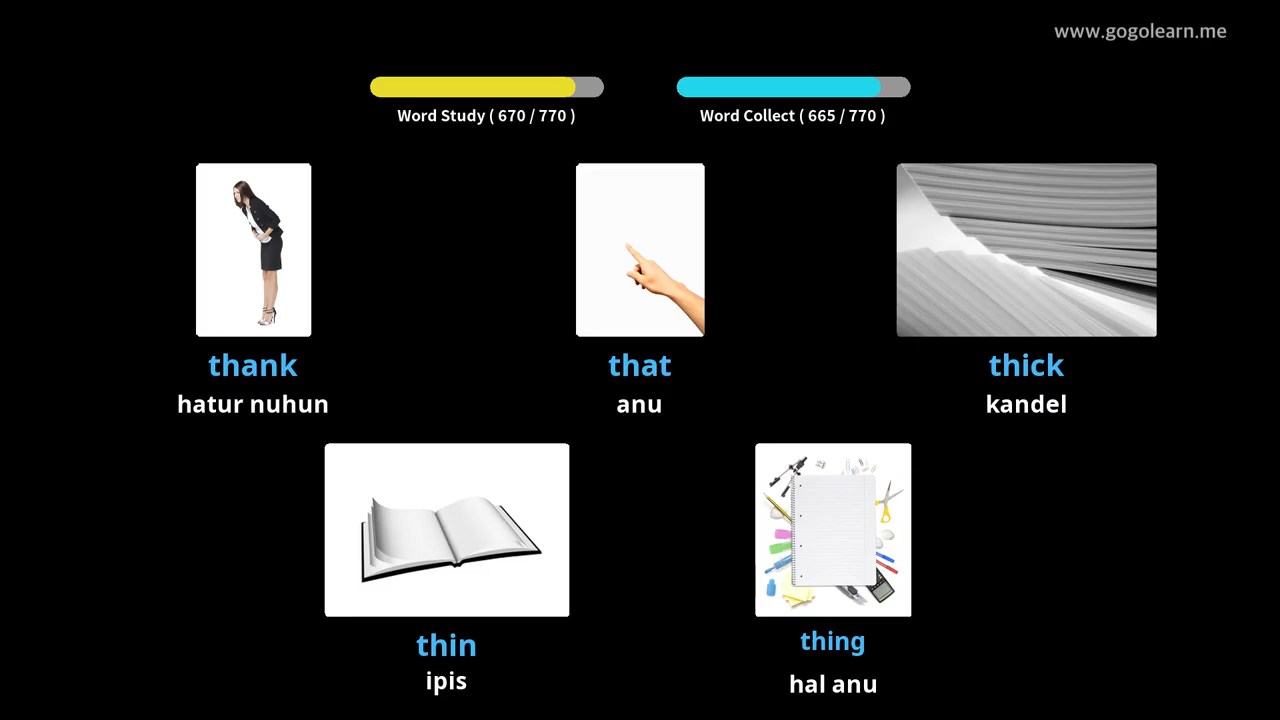 www.gogolearn.me
Word Study ( 670 / 770 )
Word Collect ( 665 / 770 )
thank
hatur nuhun
that
anu
thick
kandel
thin
ipis
thing
hal anu